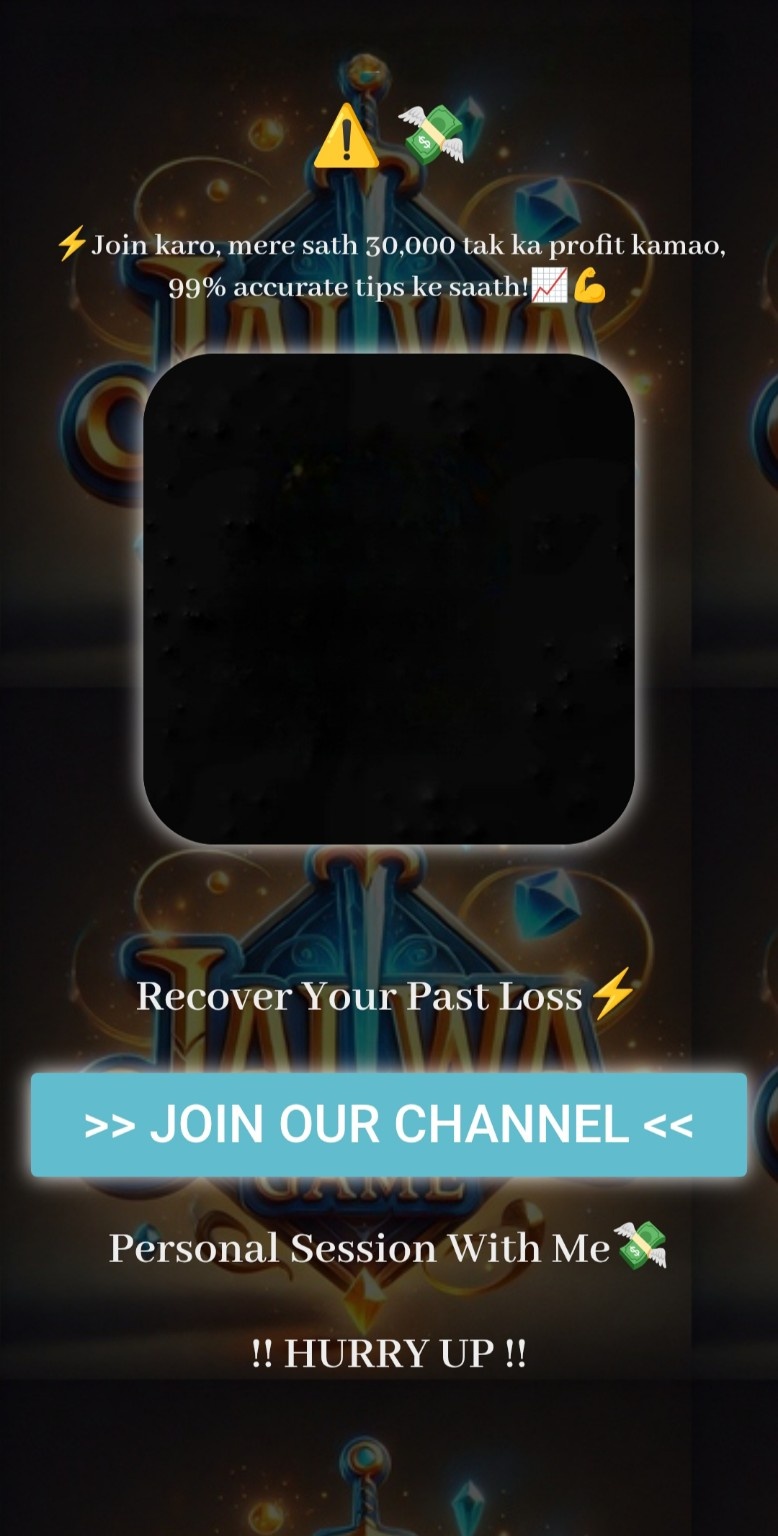 ⚠️ 💸
⚡Join karo, mere sath 30,000 tak ka profit kamao,
99% accurate tips ke saath!📈💪
JALWA
Recover Your Past Loss⚡
JALWA
>> JOIN OUR CHANNEL <<
GAME
Personal Session With Me💸
!! HURRY UP !!